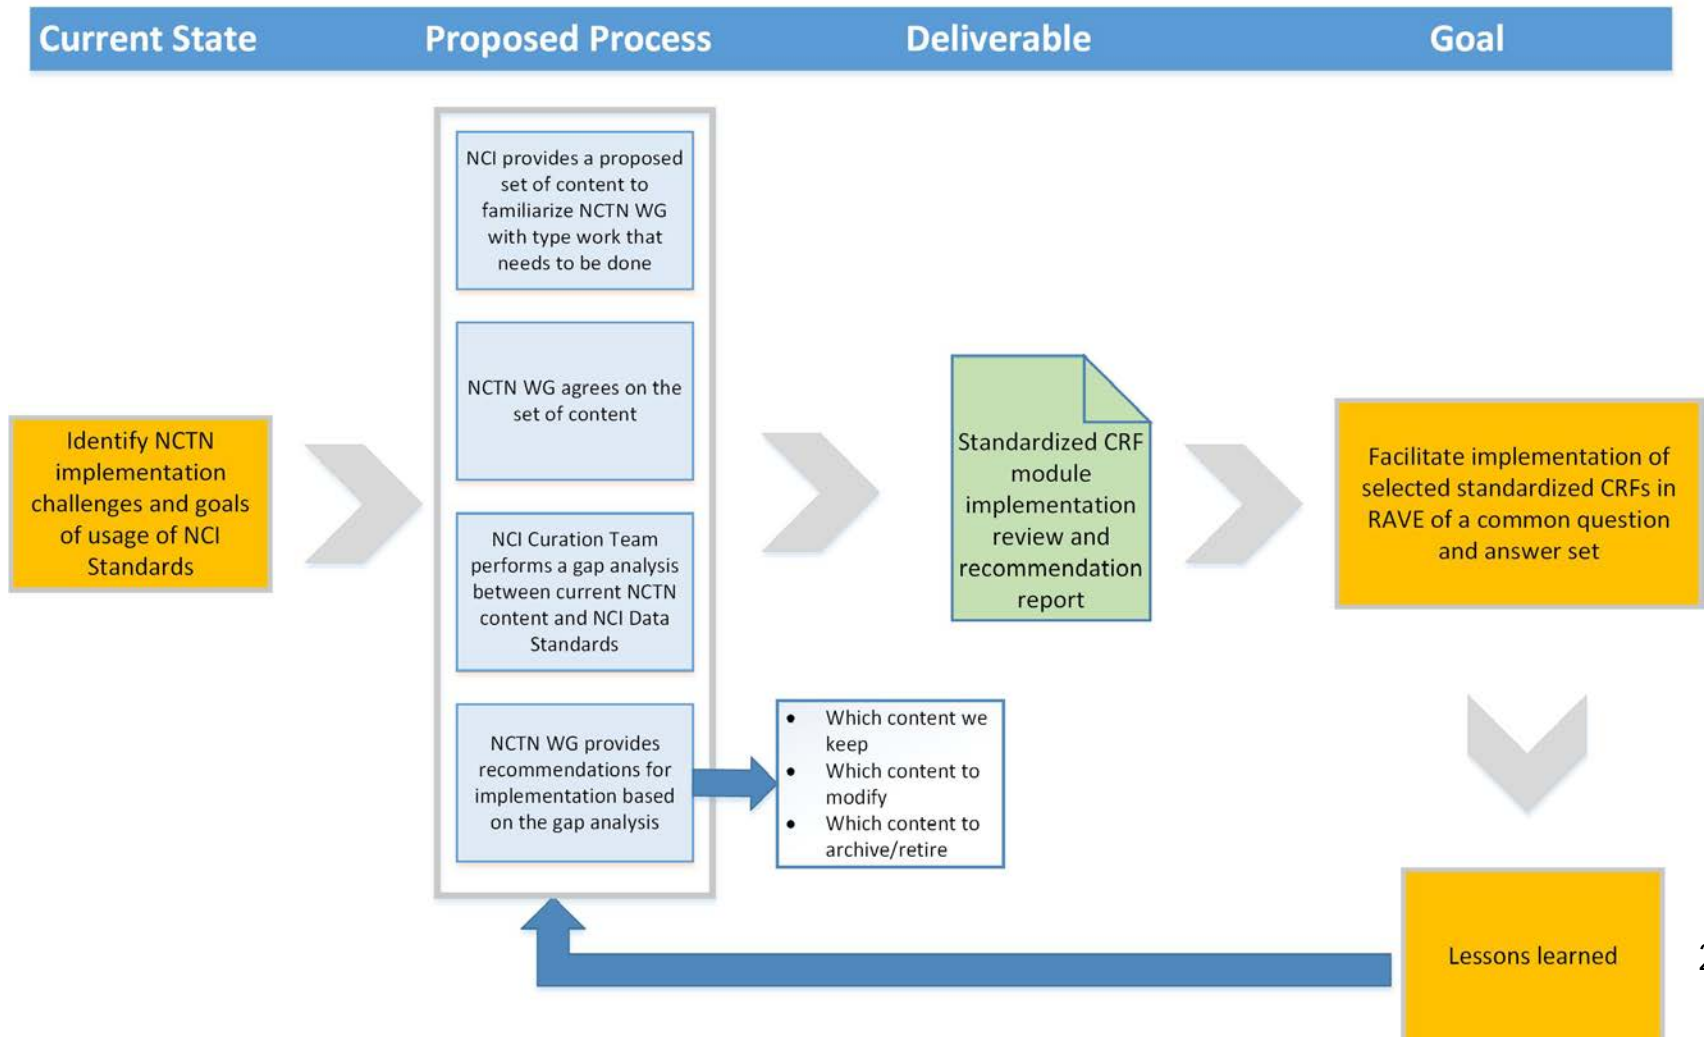 Current State
Proposed Process
Deliverable
Goal
Identify NCTN
implementation
challenges and goals
of usage of NCI
Standards
NCI provides a proposed
set of content to
familiarize NCTN WG
with type work that
needs to be done
NCTN WG agrees on the
set of content
NCI Curation Team
performs a gap analysis
between current NCTN
content and NCI Data
Standards
NCTN WG provides
recommendations for
implementation based
on the gap analysis
• Which content we
keep
• Which content to
modify
• Which content to
archive/retire
Standardized CRF
module
implementation
review and
recommendation
report
Facilitate implementation of
selected standardized CRFs in
RAVE of a common question
and answer set
Lessons learned